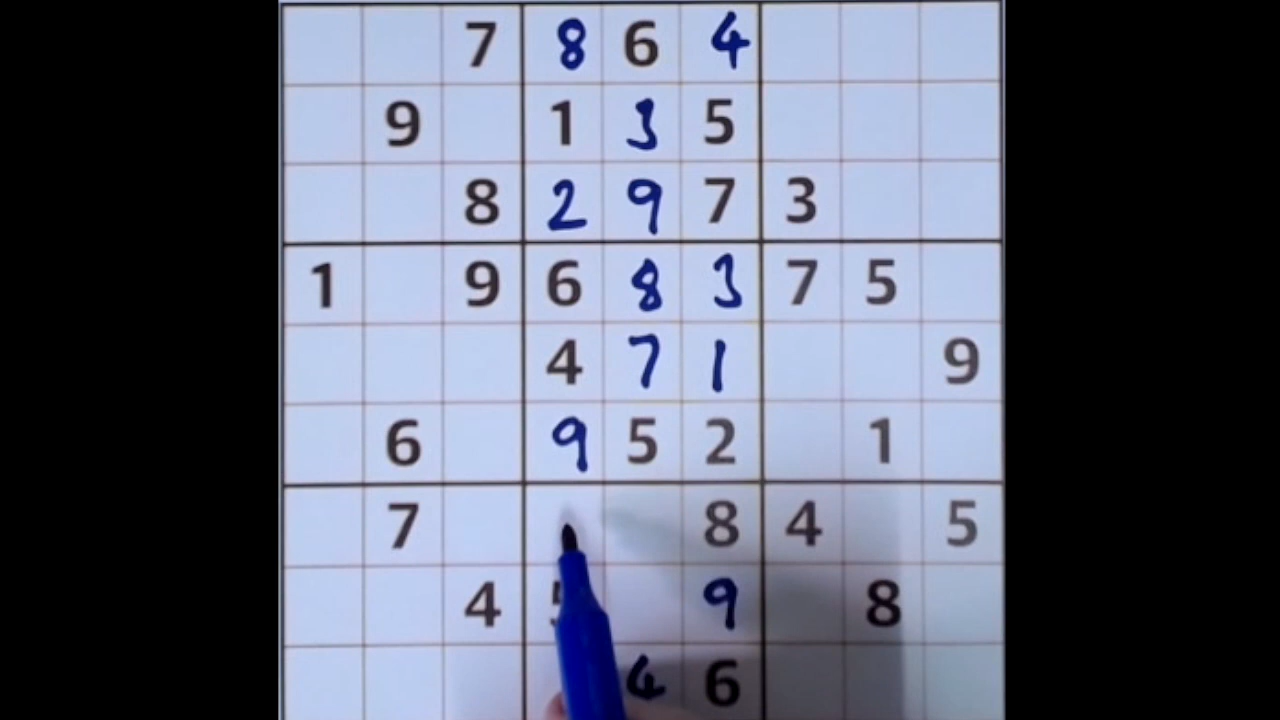 7 8 6 4
9 1 3 5
8 2 9 7 3
1 9 6 8 3 7 5
4 7 1 9
6 9 5 2 1
7 8 4 5
4 5 9 8
4 6